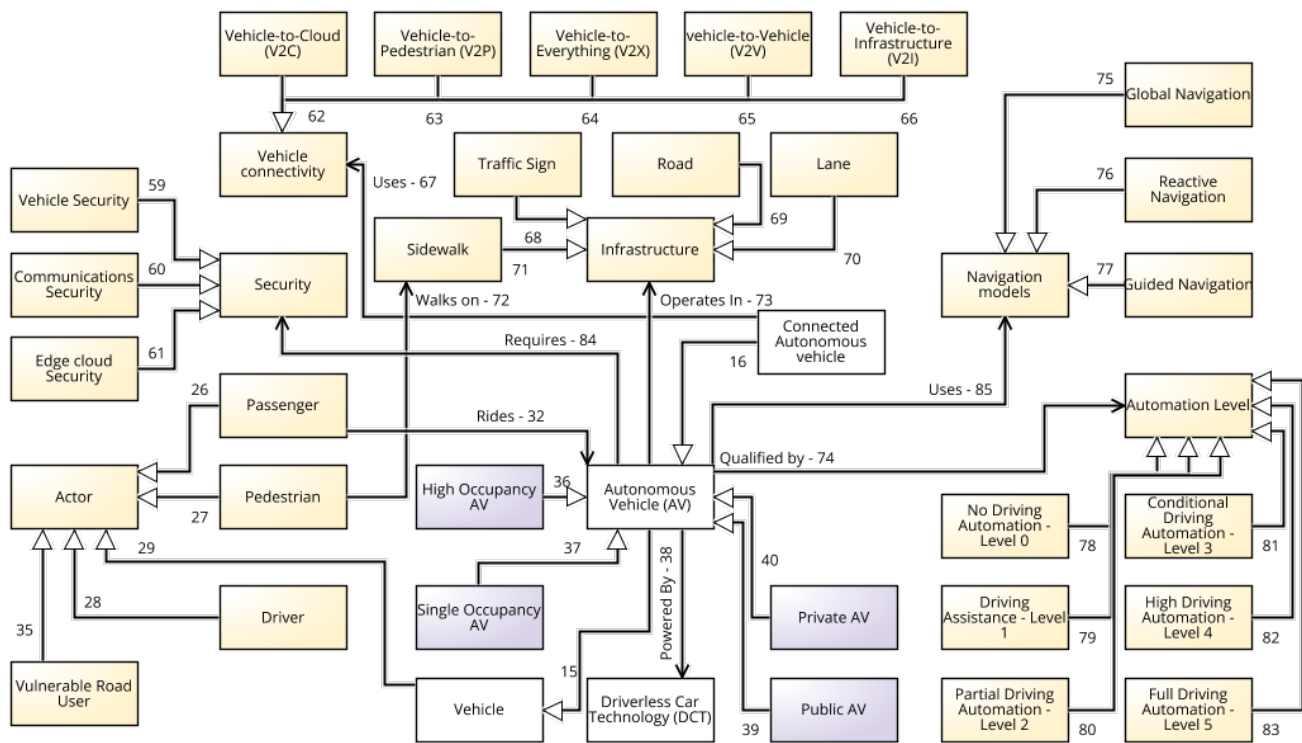 Vehicle-to-Cloud
(V2C)
Vehicle-to-
Pedestrian (V2P)
Vehicle-to-
Everything (V2X)
vehicle-to-Vehicle
(V2V)
Vehicle-to-
Infrastructure
(V2I)
62
63
64
65
66
75
Global Navigation
Vehicle
connectivity
Traffic Sign
Road
Lane
Uses - 67
76
Reactive
Navigation
59
Vehicle Security
Sidewalk
68
71
Infrastructure
69
70
60
Communications
Security
Security
Navigation
models
77
Guided Navigation
Walks on - 72
Operates In - 73
Connected
Autonomous
vehicle
16
61
Edge cloud
Security
Requires - 84
26
Passenger
Rides - 32
Uses - 85
Automation Level
Qualified by - 74
Actor
27
Pedestrian
High Occupancy
AV
36
Autonomous
Vehicle (AV)
No Driving
Automation -
Level 0
78
Conditional
Driving
Automation -
Level 3
81
29
37
40
28
Driver
Single Occupancy
AV
Powered By - 38
Private AV
Driving
Assistance - Level
1
79
High Driving
Automation -
Level 4
82
35
Vulnerable Road
User
15
Vehicle
Driverless Car
Technology (DCT)
39
Public AV
Partial Driving
Automation -
Level 2
80
Full Driving
Automation -
Level 5
83